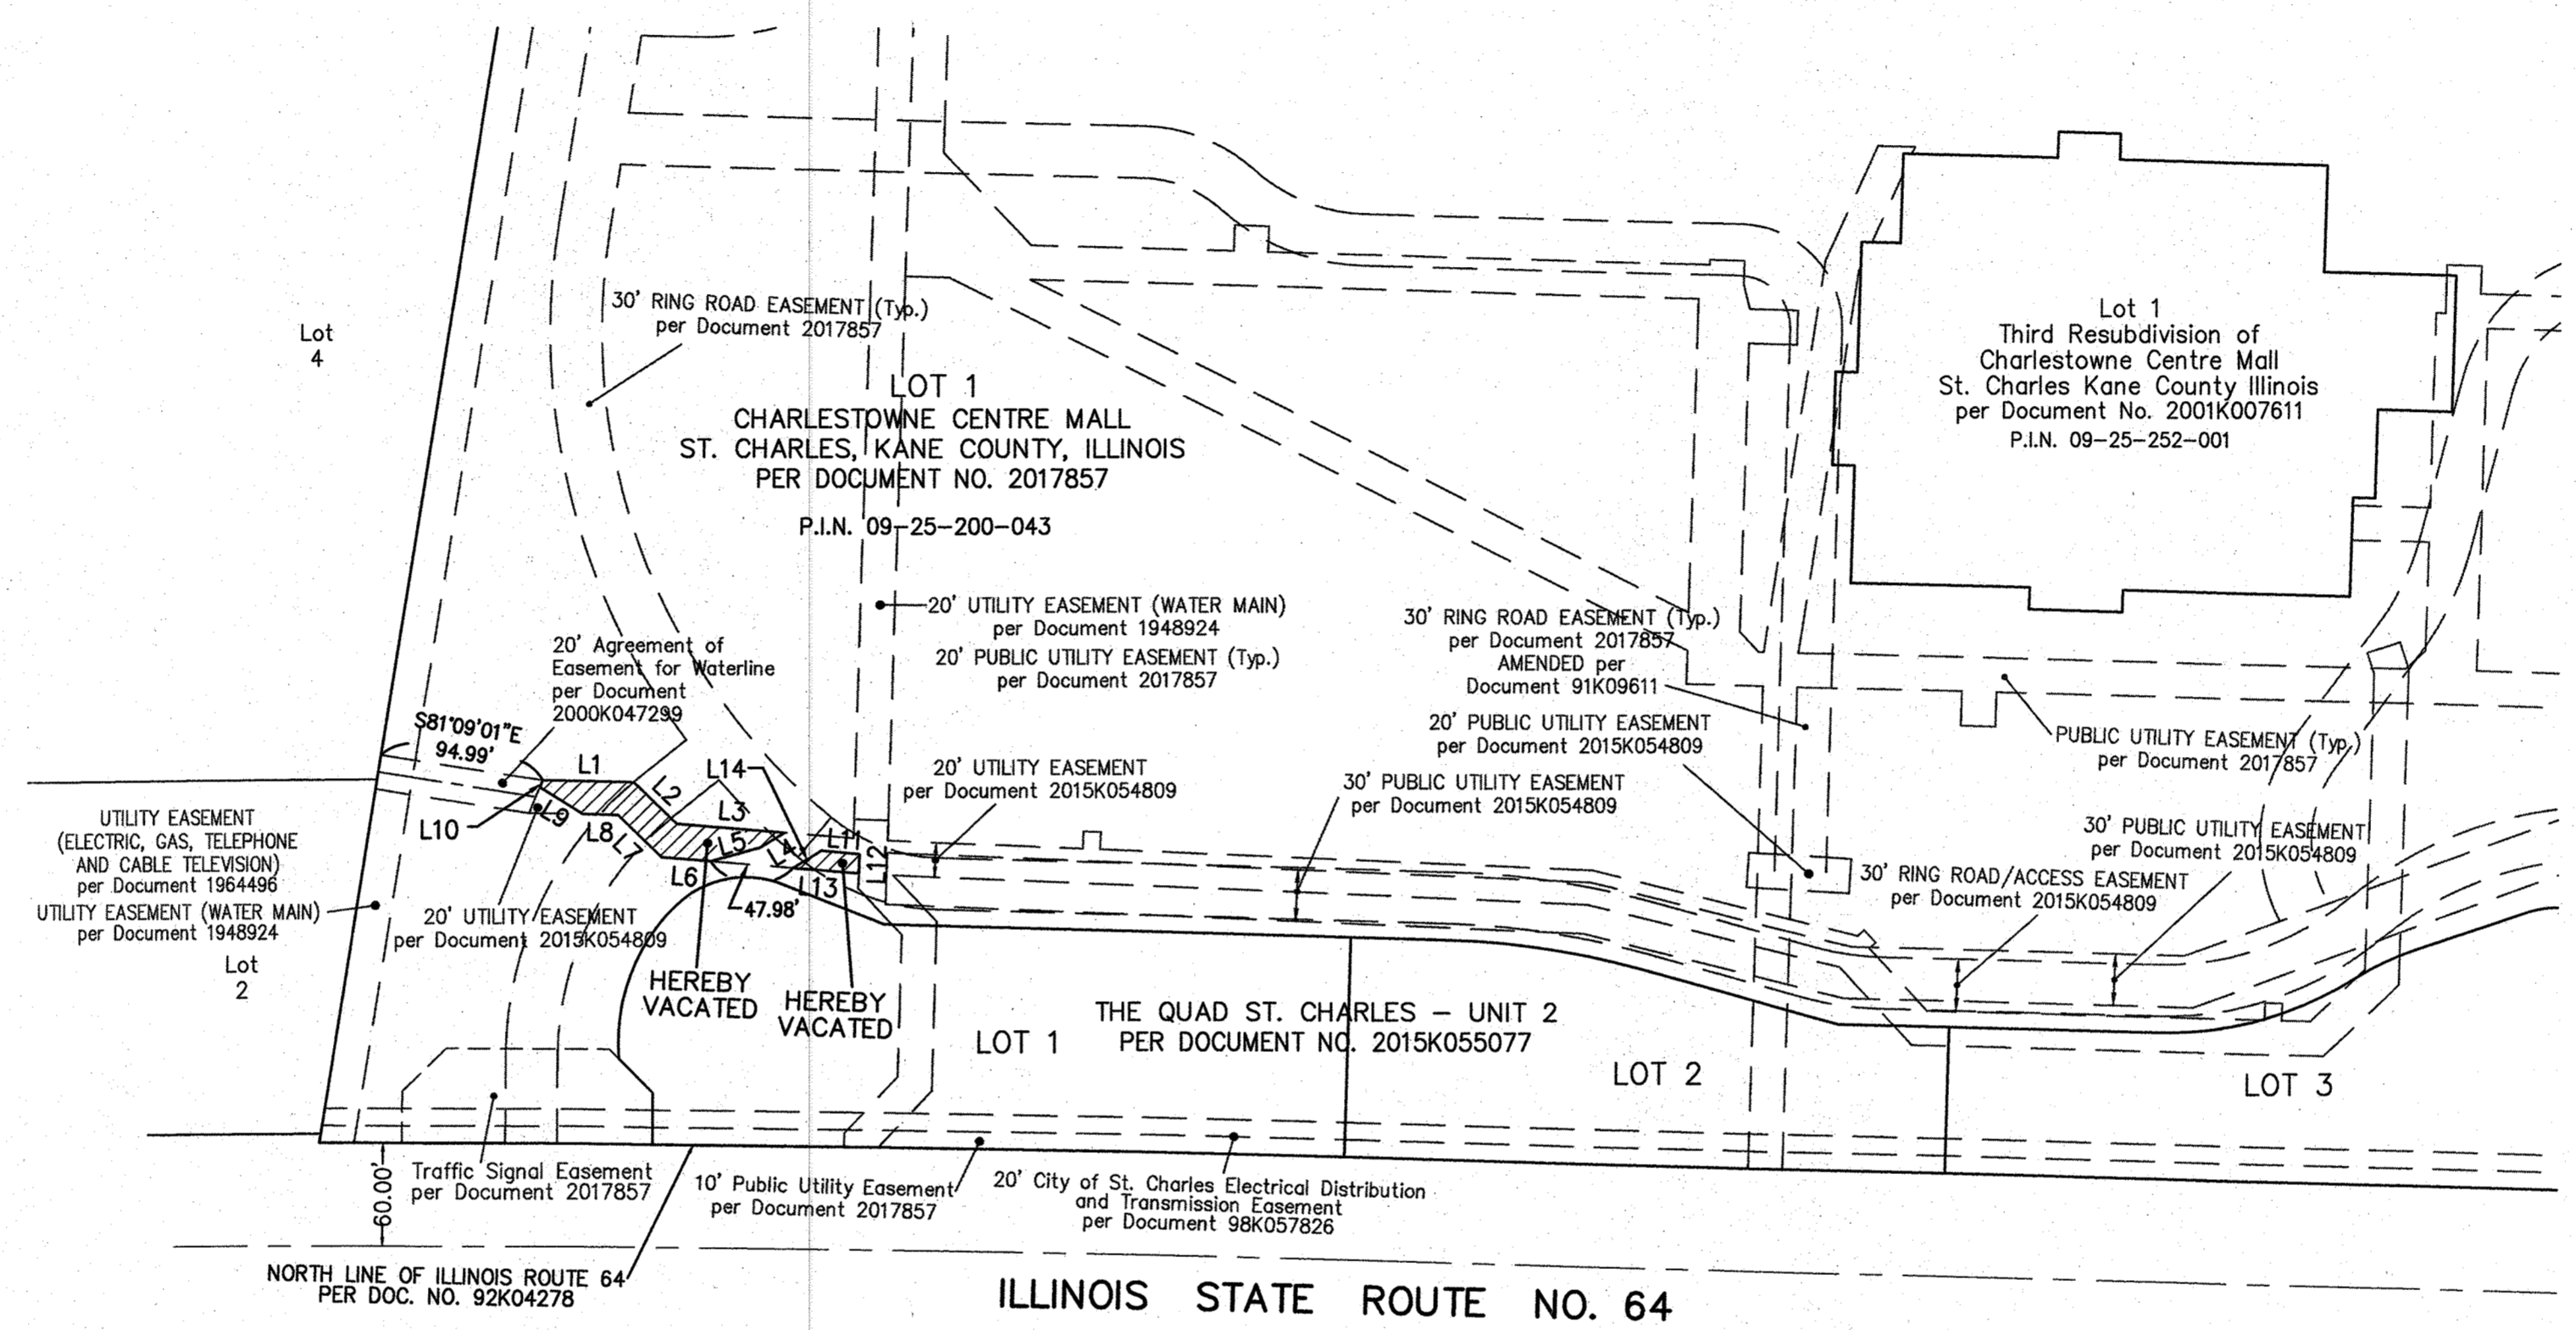 30' RING ROAD EASEMENT (Typ.)
per Document 2017857
Lot
4
LOT 1
CHARLESTOWNE CENTRE MALL
ST. CHARLES, KANE COUNTY, ILLINOIS
PER DOCUMENT NO. 2017857
P.I.N. 09-25-200-043
Lot 1
Third Resubdivision of
Charlestowne Centre Mall
St. Charles Kane County Illinois
per Document No. 2001K007611
P.I.N. 09-25-252-001
20' UTILITY EASEMENT (WATER MAIN)
per Document 1948924
20' PUBLIC UTILITY EASEMENT (Typ.)
per Document 2017857
30' RING ROAD EASEMENT (Typ.)
per Document 2017857
AMENDED per
Document 91K09611
20' PUBLIC UTILITY EASEMENT
per Document 2015K054809
20' Agreement of
Easement for Waterline
per Document
2000K047299
S81°09'01"E
94.99'
L1
L2
L3
L14
L4
L5
L6
L7
L8
L9
L10
L11
L12
L13
47.98'
20' UTILITY EASEMENT
per Document 2015K054809
30' PUBLIC UTILITY EASEMENT
per Document 2015K054809
PUBLIC UTILITY EASEMENT (Typ.)
per Document 2017857
30' PUBLIC UTILITY EASEMENT
per Document 2015K054809
30' RING ROAD/ACCESS EASEMENT
per Document 2015K054809
UTILITY EASEMENT
(ELECTRIC, GAS, TELEPHONE
AND CABLE TELEVISION)
per Document 1964496
UTILITY EASEMENT (WATER MAIN)
per Document 1948924
Lot
2
20' UTILITY EASEMENT
per Document 2015K054809
HEREBY
VACATED
HEREBY
VACATED
THE QUAD ST. CHARLES - UNIT 2
PER DOCUMENT NO. 2015K055077
LOT 1
LOT 2
LOT 3
60.00'
Traffic Signal Easement
per Document 2017857
10' Public Utility Easement
per Document 2017857
20' City of St. Charles Electrical Distribution
and Transmission Easement
per Document 98K057826
NORTH LINE OF ILLINOIS ROUTE 64
PER DOC. NO. 92K04278
ILLINOIS STATE ROUTE NO. 64